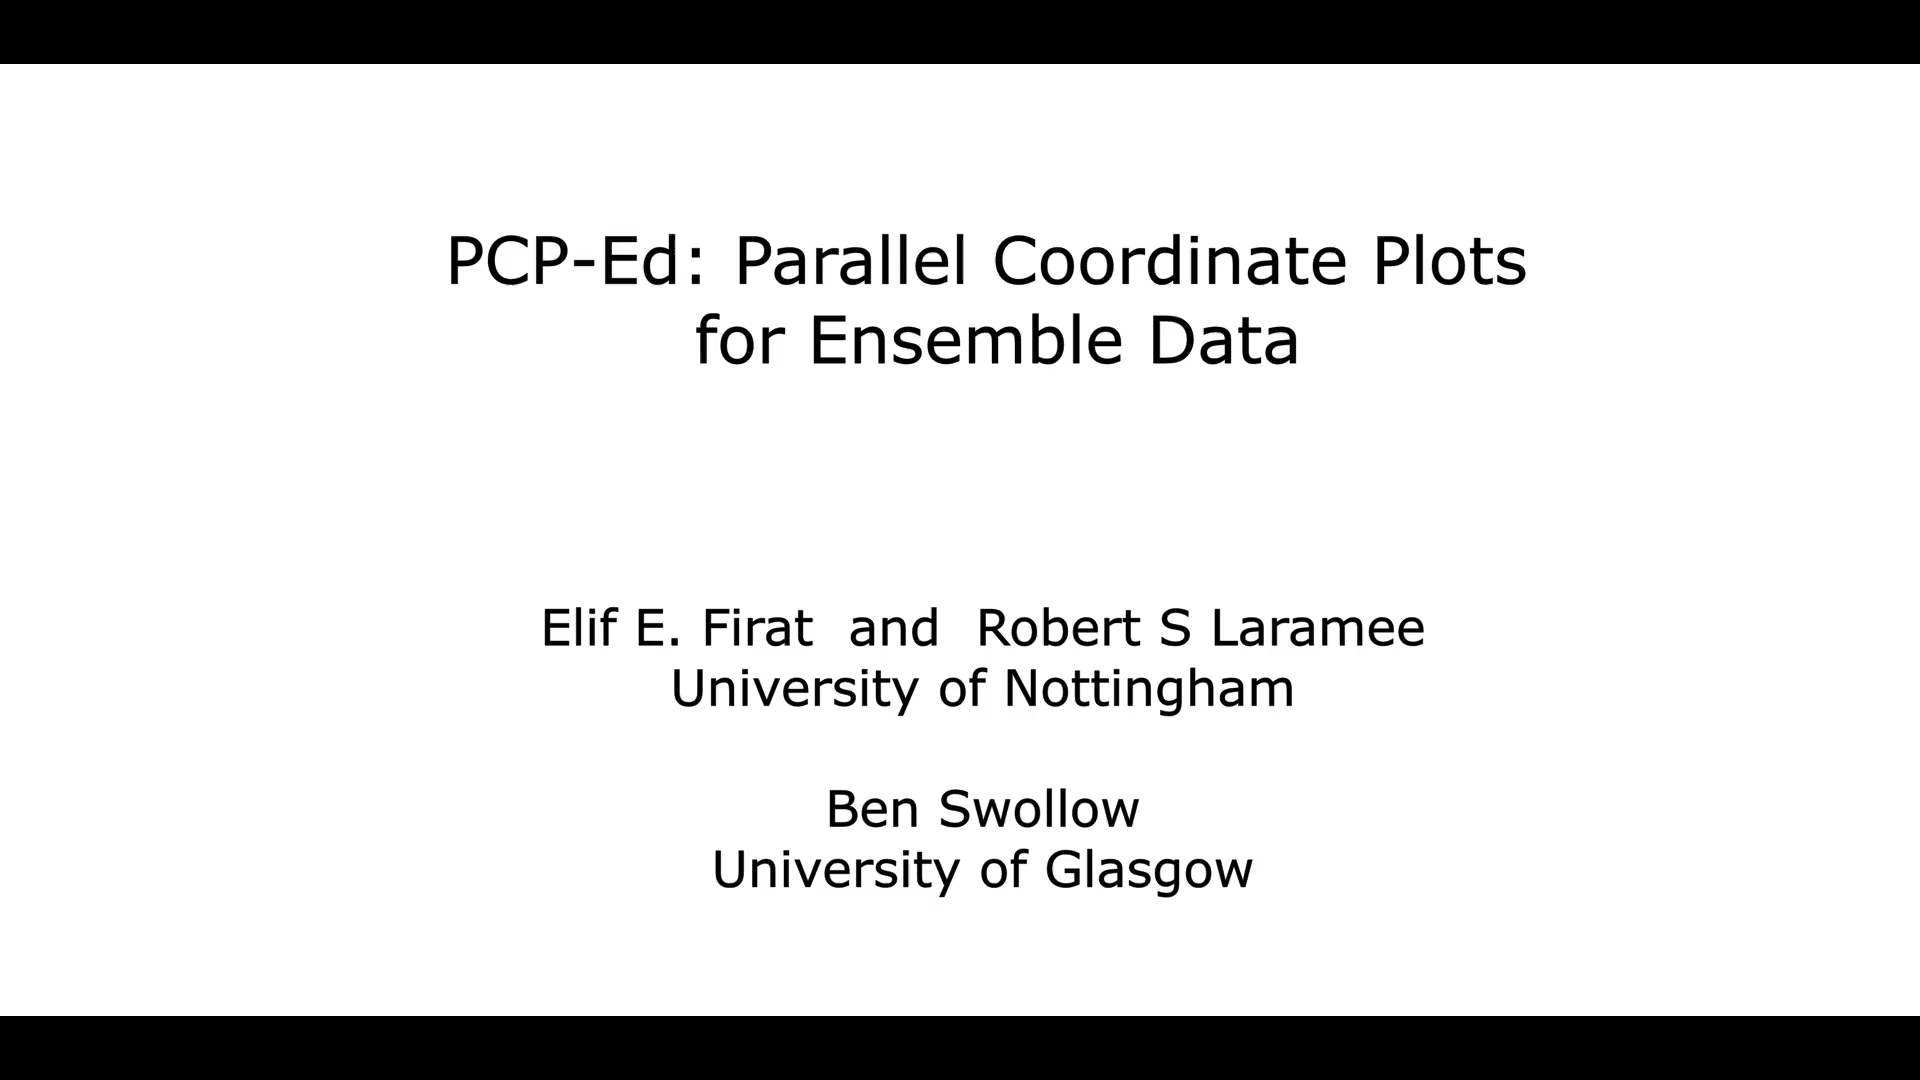 PCP-Ed: Parallel Coordinate Plots
for Ensemble Data
Elif E. Firat and Robert S Laramee
University of Nottingham
Ben Swollow
University of Glasgow